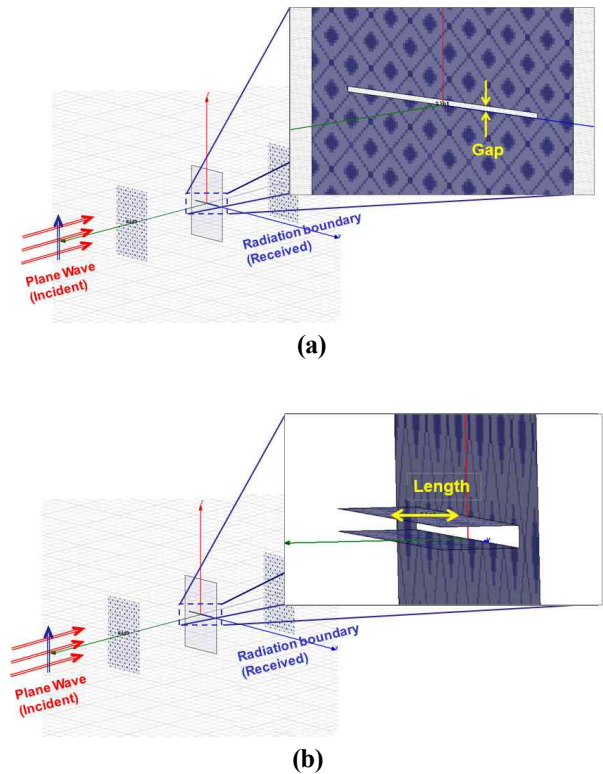 Gap
Radiation boundary
(Received)
Plane Wave
(Incident)
(a)
Length
Radiation boundary
(Received)
Plane Wave
(Incident)
(b)